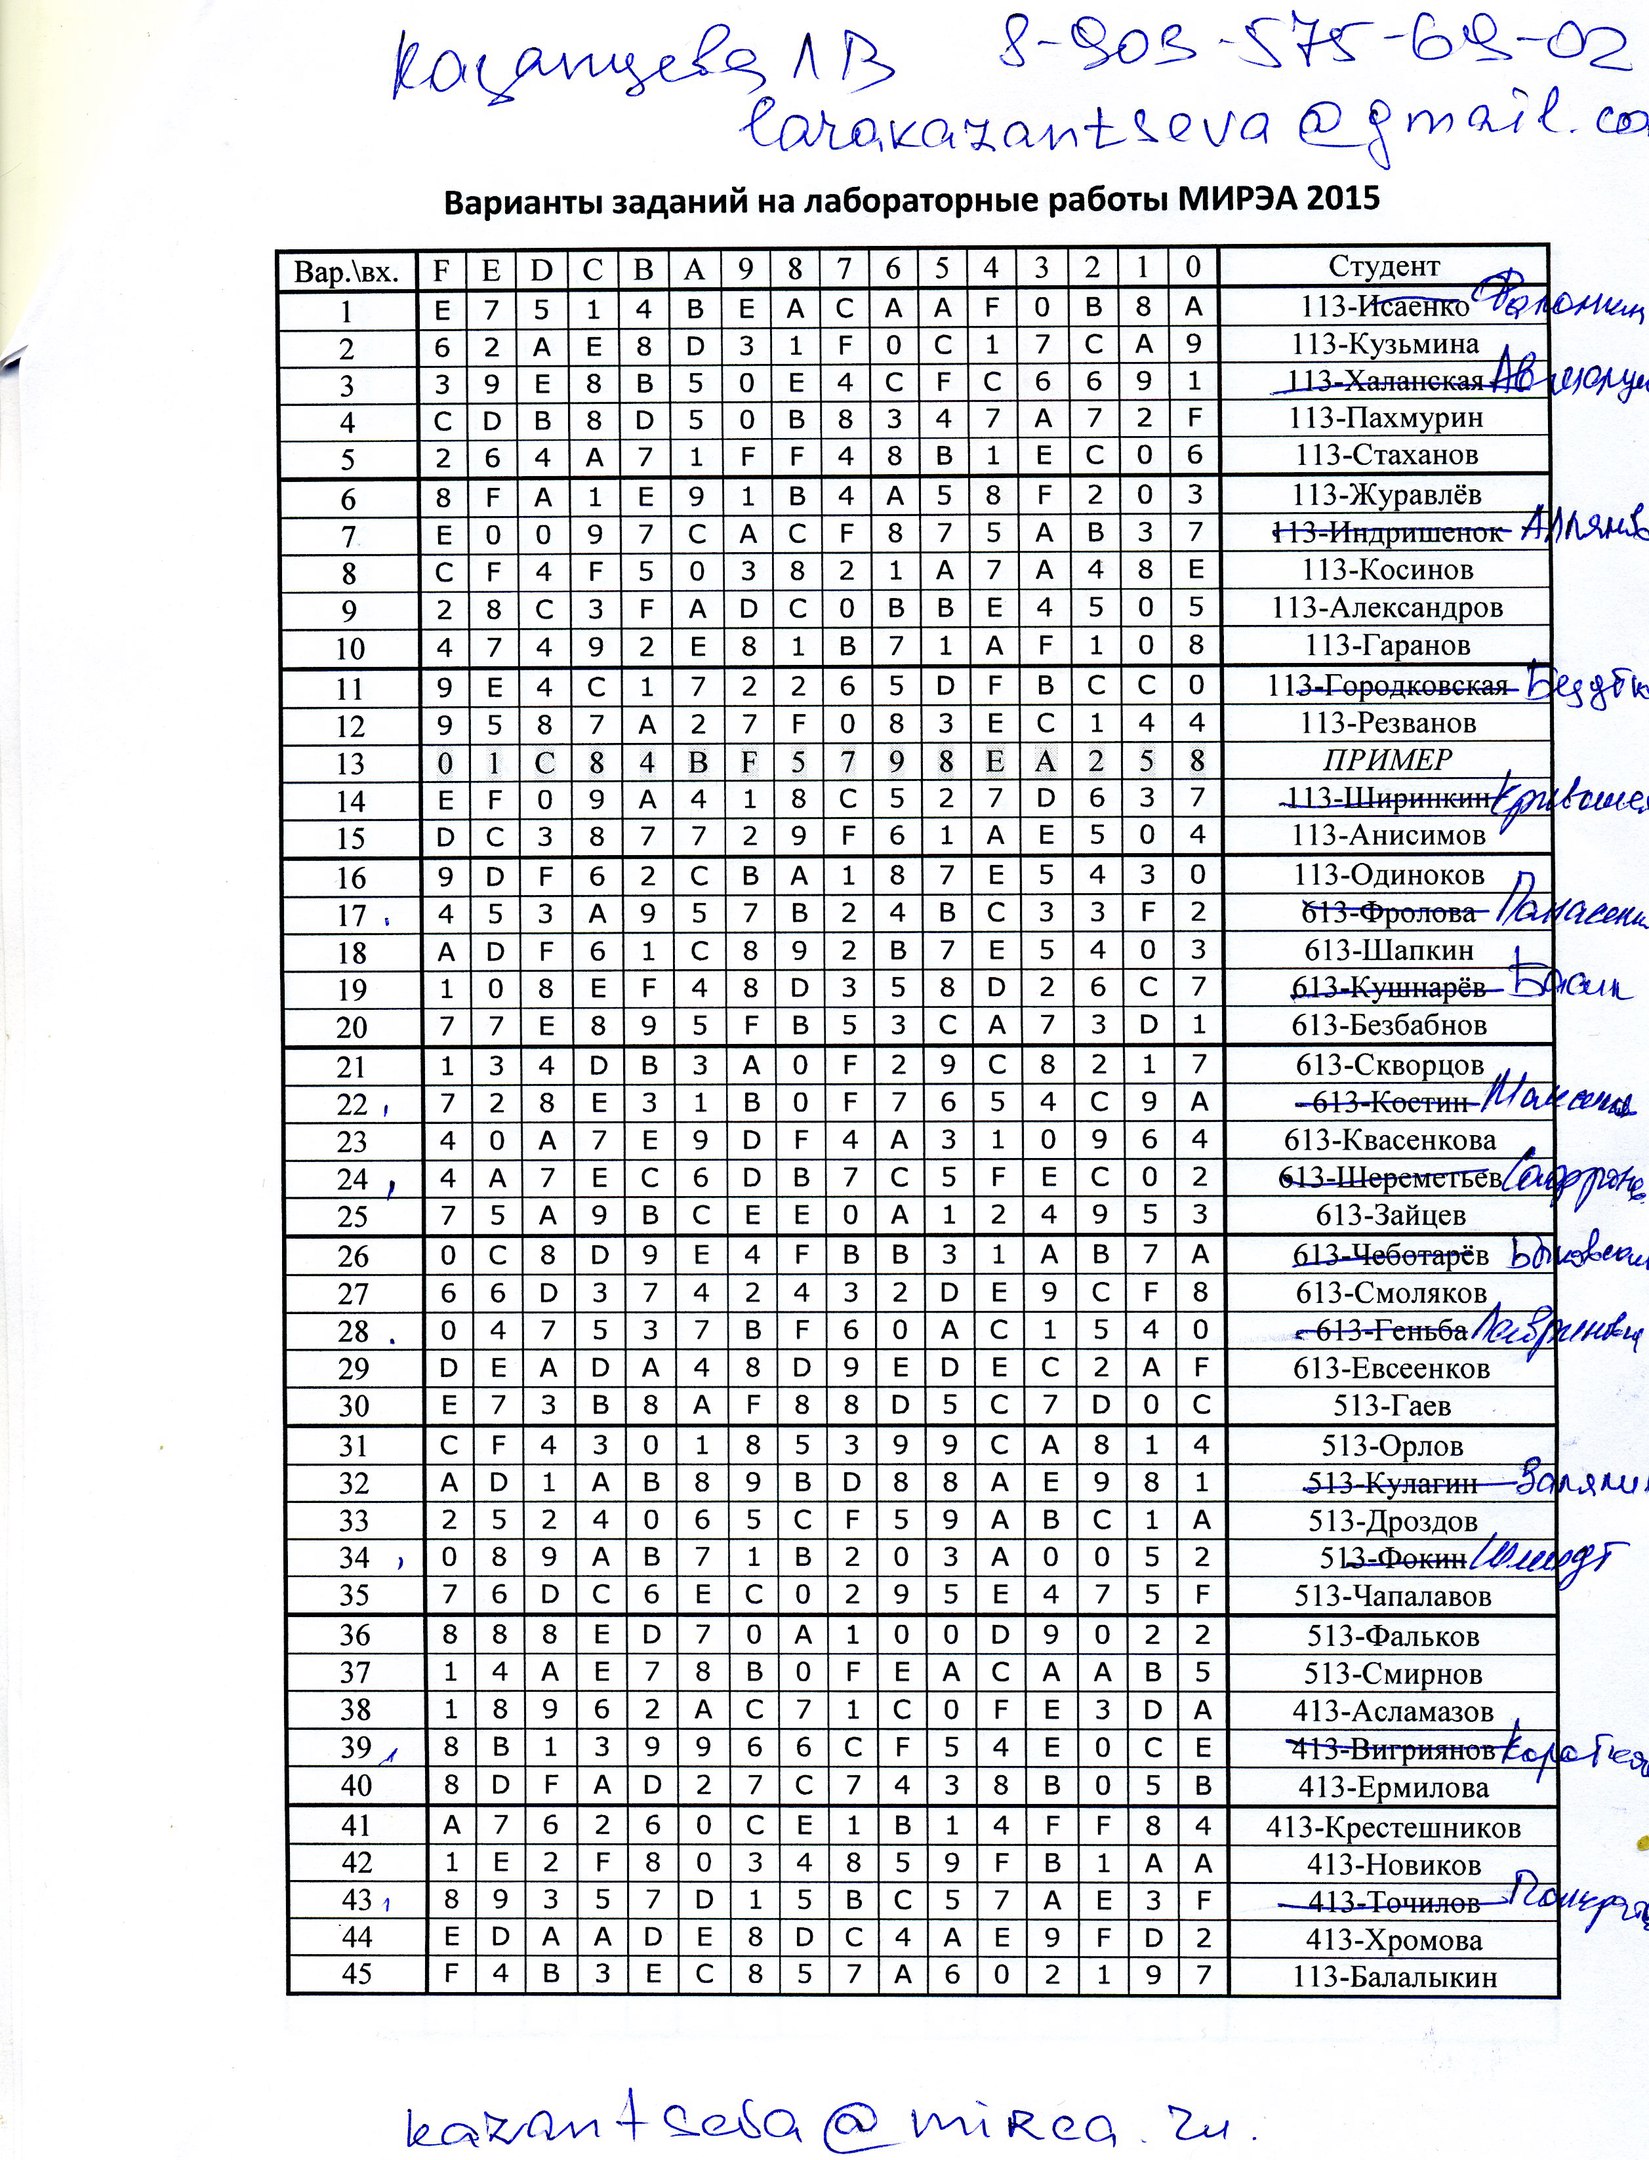 Казанцева Л В 8-903-575-69-02
larakazantseva@gmail.co
Варианты заданий на лабораторные работы МИРЭА 2015
Вар.\вх. F E D C B A 9 8 7 6 5 4 3 2 1 0 Студент
1 E 7 5 1 4 B E A C A A F 0 B 8 A 113-Исаенко
2 6 2 A E 8 D 3 1 F 0 C 1 7 C A 9 113-Кузьмина
3 3 9 E 8 B 5 0 E 4 C F C 6 6 9 1 113-Халанская
4 C D B 8 D 5 0 B 8 3 4 7 A 7 2 F 113-Пахмурин
5 2 6 4 A 7 1 F F 4 8 B 1 E C 0 6 113-Стаханов
6 8 F A 1 E 9 1 B 4 A 5 8 F 2 0 3 113-Журавлёв
7 E 0 0 9 7 C A C F 8 7 5 A B 3 7 113-Индришенок
8 C F 4 F 5 0 3 8 2 1 A 7 A 4 8 E 113-Косинов
9 2 8 C 3 F A D C 0 B B E 4 5 0 5 113-Александров
10 4 7 4 9 2 E 8 1 B 7 1 A F 1 0 8 113-Гаранов
11 9 E 4 C 1 7 2 2 6 5 D F B C C 0 113-Городковская
12 9 5 8 7 A 2 7 F 0 8 3 E C 1 4 4 113-Резванов
13 0 1 C 8 4 B F 5 7 9 8 E A 2 5 8 ПРИМЕР
14 E F 0 9 A 4 1 8 C 5 2 7 D 6 3 7 113-Ширинкин
15 D C 3 8 7 7 2 9 F 6 1 A E 5 0 4 113-Анисимов
16 9 D F 6 2 C B A 1 8 7 E 5 4 3 0 113-Одиноков
17 4 5 3 A 9 5 7 B 2 4 B C 3 3 F 2 613-Фролова
18 A D F 6 1 C 8 9 2 B 7 E 5 4 0 3 613-Шапкин
19 1 0 8 E F 4 8 D 3 5 8 D 2 6 C 7 613-Кушнарёв
20 7 7 E 8 9 5 F B 5 3 C A 7 3 D 1 613-Безбабнов
21 1 3 4 D B 3 A 0 F 2 9 C 8 2 1 7 613-Скворцов
22 7 2 8 E 3 1 B 0 F 7 6 5 4 C 9 A 613-Костин
23 4 0 A 7 E 9 D F 4 A 3 1 0 9 6 4 613-Квасенкова
24 4 A 7 E C 6 D B 7 C 5 F E C 0 2 613-Шереметьев
25 7 5 A 9 B C E E 0 A 1 2 4 9 5 3 613-Зайцев
26 0 C 8 D 9 E 4 F B B 3 1 A B 7 A 613-Чеботарёв
27 6 6 D 3 7 4 2 4 3 2 D E 9 C F 8 613-Смоляков
28 0 4 7 5 3 7 B F 6 0 A C 1 5 4 0 613-Геньба
29 D E A D A 4 8 D 9 E D E C 2 A F 613-Евсеенков
30 E 7 3 B 8 A F 8 8 D 5 C 7 D 0 C 513-Гаев
31 C F 4 3 0 1 8 5 3 9 9 C A 8 1 4 513-Орлов
32 A D 1 A B 8 9 B D 8 8 A E 9 8 1 513-Кулагин
33 2 5 2 4 0 6 5 C F 5 9 A B C 1 A 513-Дроздов
34 0 8 9 A B 7 1 B 2 0 3 A 0 0 5 2 513-Фокин Шмидт
35 7 6 D C 6 E C 0 2 9 5 E 4 7 5 F 513-Чапалавов
36 8 8 8 E D 7 0 A 1 0 0 D 9 0 2 2 513-Фальков
37 1 4 A E 7 8 B 0 F E A C A A B 5 513-Смирнов
38 1 8 9 6 2 A C 7 1 C 0 F E 3 D A 413-Асламазов
39 8 B 1 3 9 9 6 6 C F 5 4 E 0 C E 413-Вигриянов
40 8 D F A D 2 7 C 7 4 3 8 B 0 5 B 413-Ермилова
41 A 7 6 2 6 0 C E 1 B 1 4 F F 8 4 413-Крестешников
42 1 E 2 F 8 0 3 4 8 5 9 F B 1 A A 413-Новиков
43 8 9 3 5 7 D 1 5 B C 5 7 A E 3 F 413-Точилов
44 E D A A D E 8 D C 4 A E 9 F D 2 413-Хромова
45 F 4 B 3 E C 8 5 7 A 6 0 2 1 9 7 113-Балалыкин
kazantseva@mirea.ru.